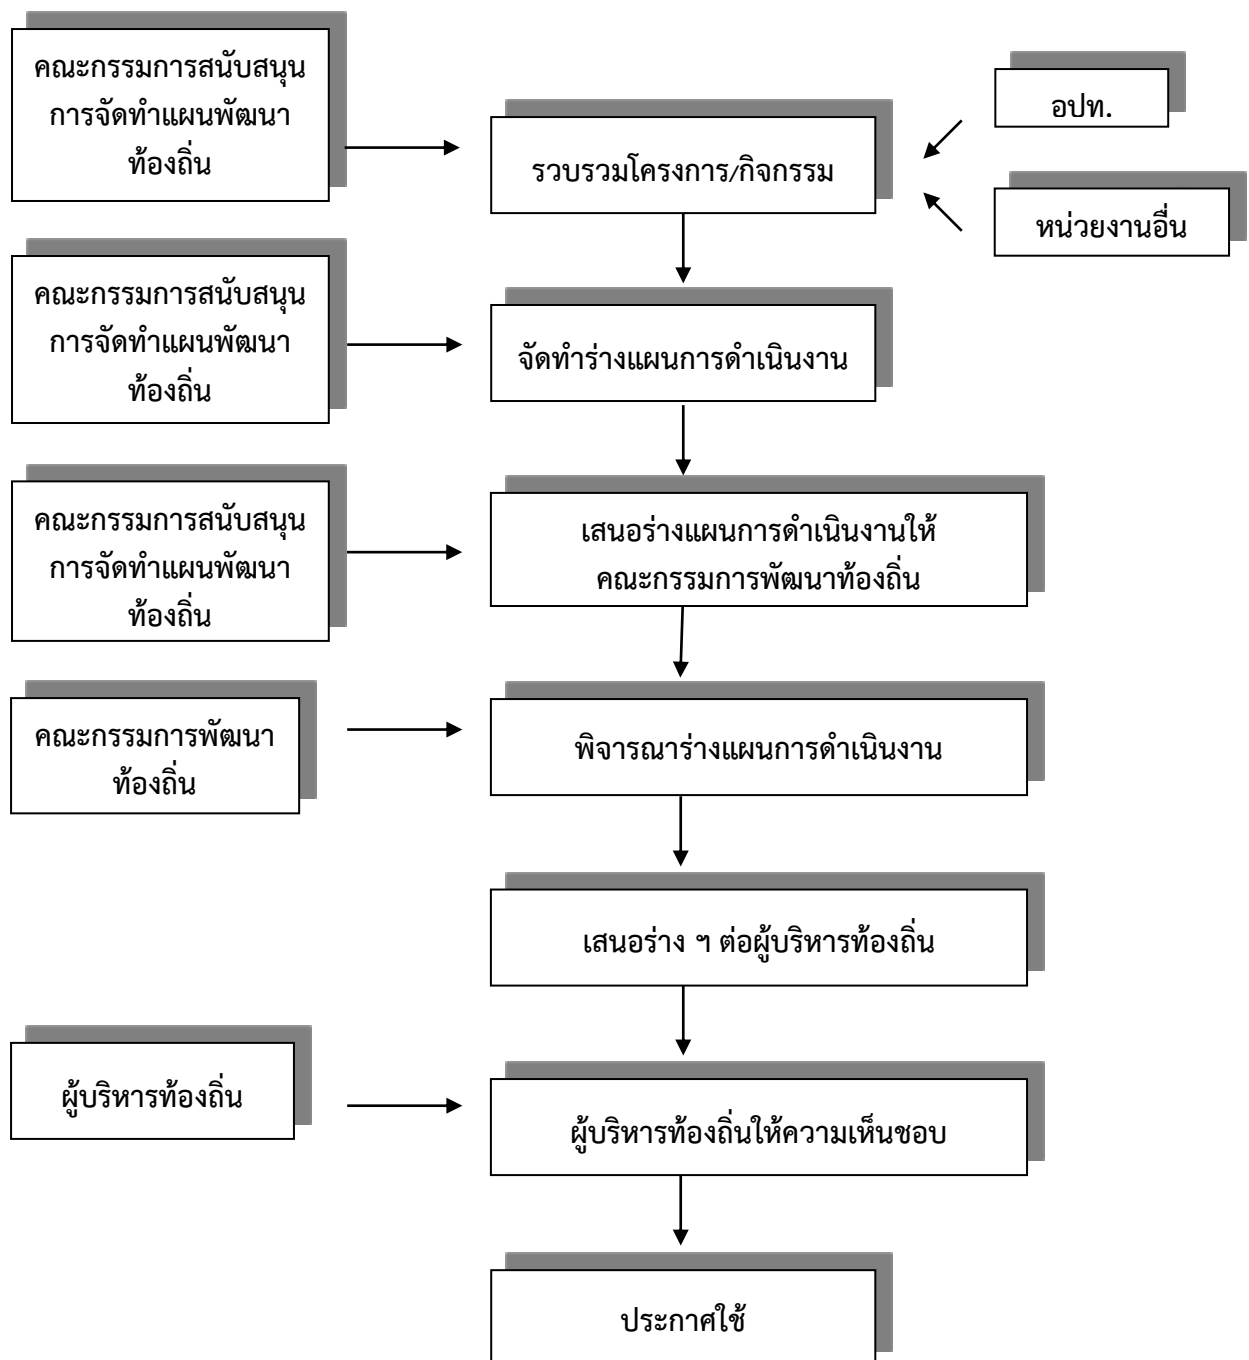 คณะกรรมการสนับสนุน
การจัดทำแผนพัฒนา
ท้องถิ่น
รวบรวมโครงการ/กิจกรรม
อปท.
หน่วยงานอื่น
คณะกรรมการสนับสนุน
การจัดทำแผนพัฒนา
ท้องถิ่น
จัดทำร่างแผนการดำเนินงาน
คณะกรรมการสนับสนุน
การจัดทำแผนพัฒนา
ท้องถิ่น
เสนอร่างแผนการดำเนินงานให้
คณะกรรมการพัฒนาท้องถิ่น
คณะกรรมการพัฒนา
ท้องถิ่น
พิจารณาร่างแผนการดำเนินงาน
เสนอร่าง ฯ ต่อผู้บริหารท้องถิ่น
ผู้บริหารท้องถิ่น
ผู้บริหารท้องถิ่นให้ความเห็นชอบ
ประกาศใช้